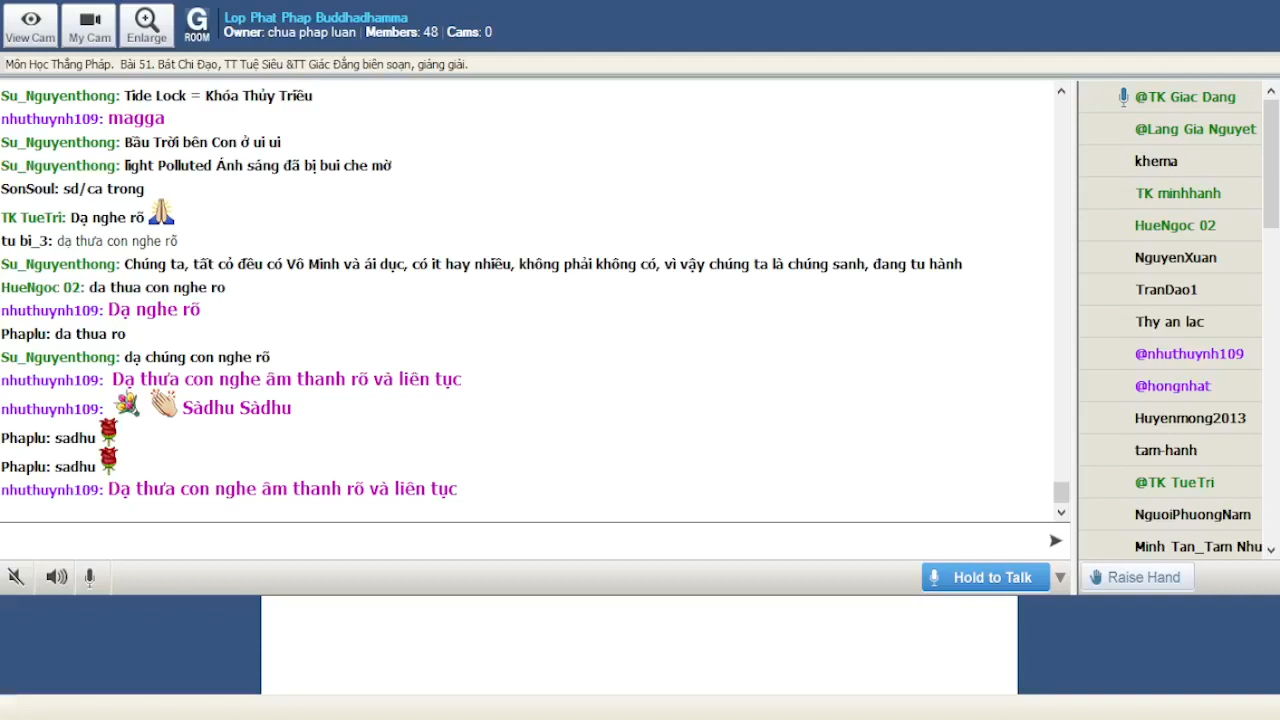 View Cam
My Cam
Enlarge
G
ROOM
Lop Phat Phap Buddhadhamma
Owner: chua phap luan | Members: 48 | Cams: 0
Môn Học Thắng Pháp.  Bài 51. Bát Chi Đạo, TT Tuệ Siêu &TT Giác Đẳng biên soạn, giảng giải.
Su_Nguyenthong: Tide Lock = Khóa Thủy Triều
nhuthuynh109: magga
Su_Nguyenthong: Bầu Trời bên Con ở ui ui
Su_Nguyenthong: light Polluted Ánh sáng đã bị bui che mờ
SonSoul: sd/ca trong
TK TueTri: Dạ nghe rõ
tu bi_3: dạ thưa con nghe rõ
Su_Nguyenthong: Chúng ta, tất cỏ đều có Vô Minh và ái dục, có it hay nhiều, không phải không có, vì vậy chúng ta là chúng sanh, đang tu hành
HueNgoc 02: da thua con nghe ro
nhuthuynh109: Dạ nghe rõ
Phaplu: da thua ro
Su_Nguyenthong: dạ chúng con nghe rõ
nhuthuynh109: Dạ thưa con nghe âm thanh rõ và liên tục
nhuthuynh109: Sàdhu Sàdhu
Phaplu: sadhu
Phaplu: sadhu
nhuthuynh109: Dạ thưa con nghe âm thanh rõ và liên tục
@TK Giac Dang
@Lang Gia Nguyet
khema
TK minhhanh
HueNgoc 02
NguyenXuan
TranDao1
Thy an lac
@nhuthuynh109
@hongnhat
Huyenmong2013
tam-hanh
@TK TueTri
NguoiPhuongNam
Minh Tan_Tam Nhu
Hold to Talk
Raise Hand